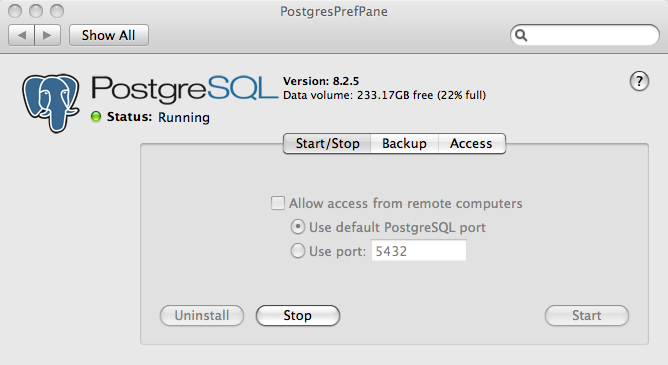 PostgresPrefPane
Show All
PostgreSQL
Version: 8.2.5
Data volume: 233.17GB free (22% full)
?
Status: Running
Start/Stop Backup Access
Allow access from remote computers
Use default PostgreSQL port
Use port: 5432
Uninstall Stop Start